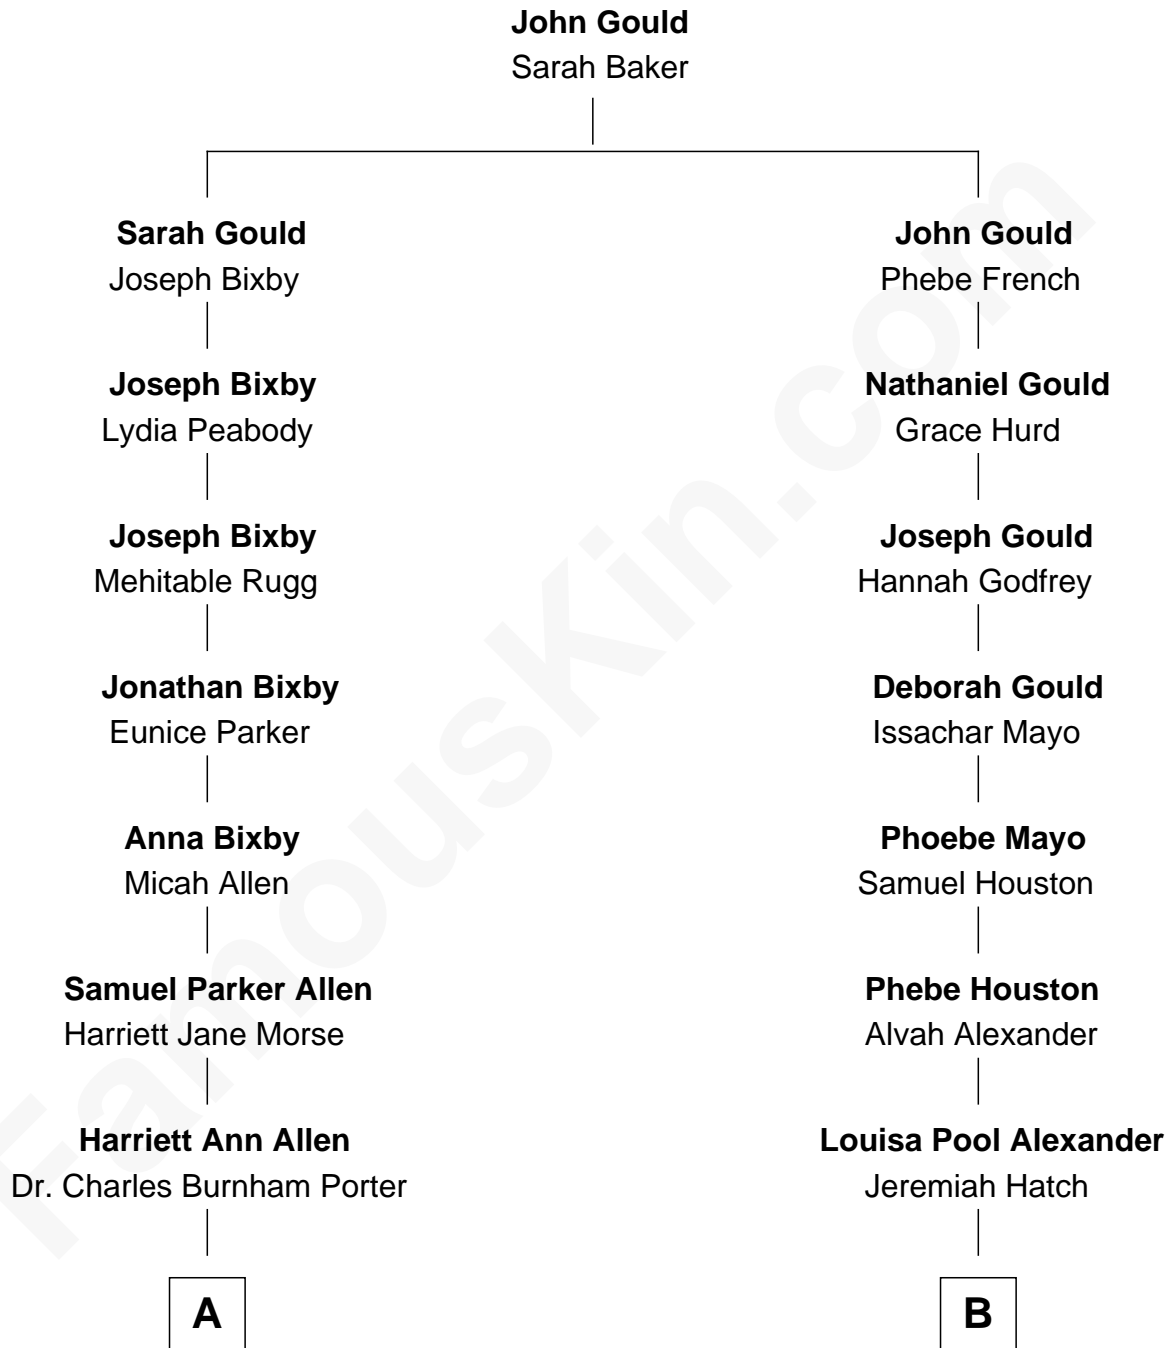 John Gould
Sarah Baker
Sarah Gould
Joseph Bixby
John Gould
Phebe French
Joseph Bixby
Lydia Peabody
Nathaniel Gould
Grace Hurd
Joseph Bixby
Mehitable Rugg
Joseph Gould
Hannah Godfrey
Jonathan Bixby
Eunice Parker
Deborah Gould
Issachar Mayo
Anna Bixby
Micah Allen
Phoebe Mayo
Samuel Houston
Samuel Parker Allen
Harriett Jane Morse
Phebe Houston
Alvah Alexander
Harriett Ann Allen
Dr. Charles Burnham Porter
Louisa Pool Alexander
Jeremiah Hatch
A
B
FamousKin.com